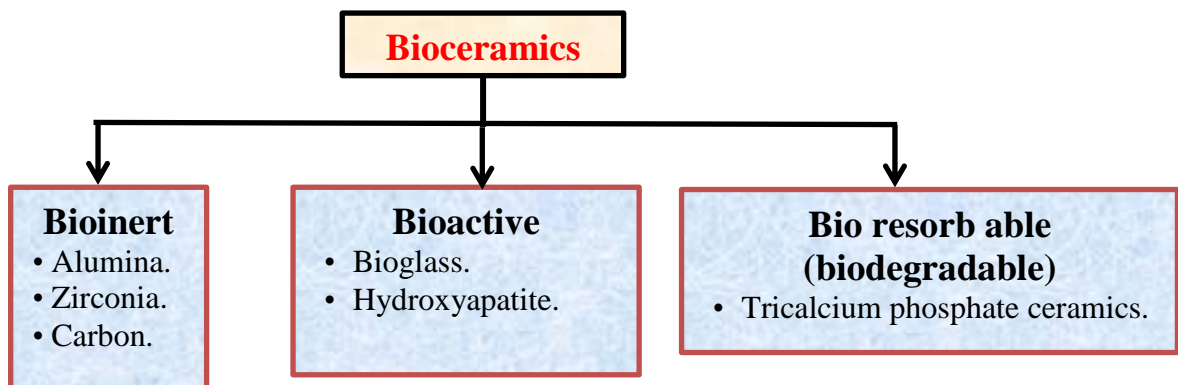 Bioceramics
Bioinert
• Alumina.
• Zirconia.
• Carbon.
Bioactive
• Bioglass.
• Hydroxyapatite.
Bio resorb able
(biodegradable)
• Tricalcium phosphate ceramics.